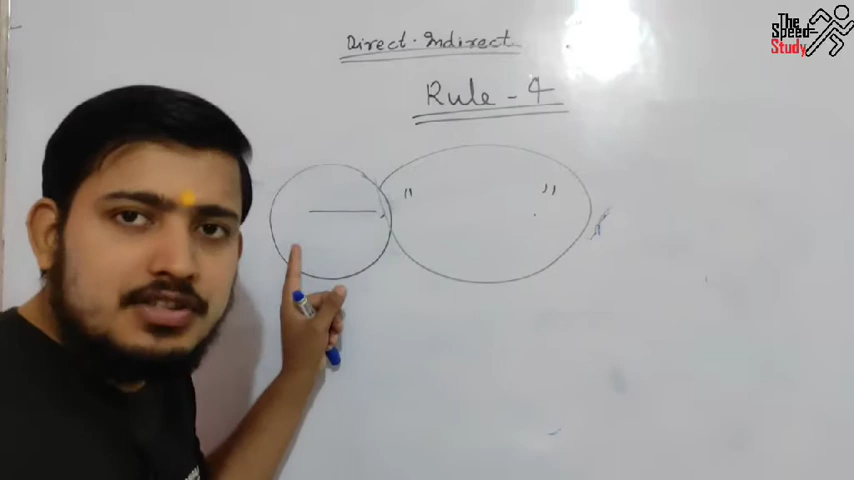 Direct. Indirect
Rule - 4
" "
The
Speed
Study